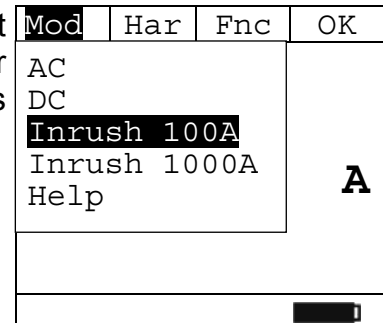 Mod Har Fnc OK
AC
DC
Inrush 100A
Inrush 1000A
A
Help